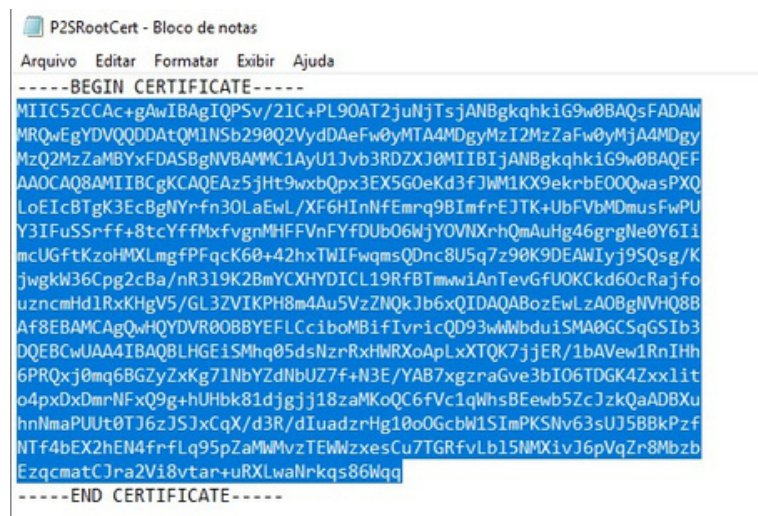 P2SRootCert - Bloco de notas
Arquivo Editar Formatar Exibir Ajuda
-----BEGIN CERTIFICATE-----
MIIC5zCCAc+gAwIBAgIQPSv/2lC+PL9OAT2juNjTsjANBgkqhkiG9w0BAQsFADAW
MRQwEgYDVQQDDAtQMlNSb290Q2VydDAeFw0yMTA4MDgyMzI2MzZaFw0yMjA4MDgy
MzQ2MzZaMBYxFDASBgNVBAMMC1AyU1Jvb3RDZXJ0MIIBIjANBgkqhkiG9w0BAQEF
AAOCAQ8AMIIBCgKCAQEAz5jHt9wxbQpx3EX5GOeKd3fJWM1KX9ekrbEOOQwasPXQ
LoEIcBTgK3EcBgNYrfn3OLaEwL/XF6HInNfEmrq9BImfrEJTK+UbFVbMDmusFwPU
Y3IFuSSrff+8tcYffMxfvgnMHFFVnFYfDUbO6WjYOVNXrhQmAuHg46grgNe0Y6Ii
mcUGftKzoHMXLmgfPFqcK60+42hxTWIFwqmsQDnc8U5q7z90K9DEAWIyj9SQsg/K
jwgkW36Cpg2cBa/nR3l9K2BmYCXHYDICL19RfBTmwwiAnTevGfUOKCkd6OcRajfo
uzncmHdlRxKHgV5/GL3ZVIKPH8m4Au5VzZNQkJb6xQIDAQABozEwLzAOBgNVHQ8B
Af8EBAMCAgQwHQYDVR0OBBYEFLCciboMBifIvricQD93wWWbduiSMA0GCSqGSIb3
DQEBCwUAA4IBAQBLHGEiSMhq05dsNzrRxHWRXoApLxXTQK7jjER/1bAVew1RnIHh
6PRQxj0mq6BGZyZxKg7lNbYZdNbUZ7f+N3E/YAB7xgzraGve3bIO6TDGK4Zxxlit
o4pxDxDmrNFxQ9g+hUHbk81djgjj18zaMKoQC6fVc1qWhsBEewb5ZcJzkQaADBXu
hnNmaPUUt0TJ6zJSJxCqX/d3R/dIuadzrHg10oOGcbW1SImPKSNv63sUJ5BBkPzf
NTf4bEX2hEN4frfLq95pZaMWMvzTEWWzxesCu7TGRfvLbl5NMXivJ6pVqZr8Mbzb
EzqcmatCJra2Vi8vtar+uRXLwaNrkqs86Wqq
-----END CERTIFICATE-----